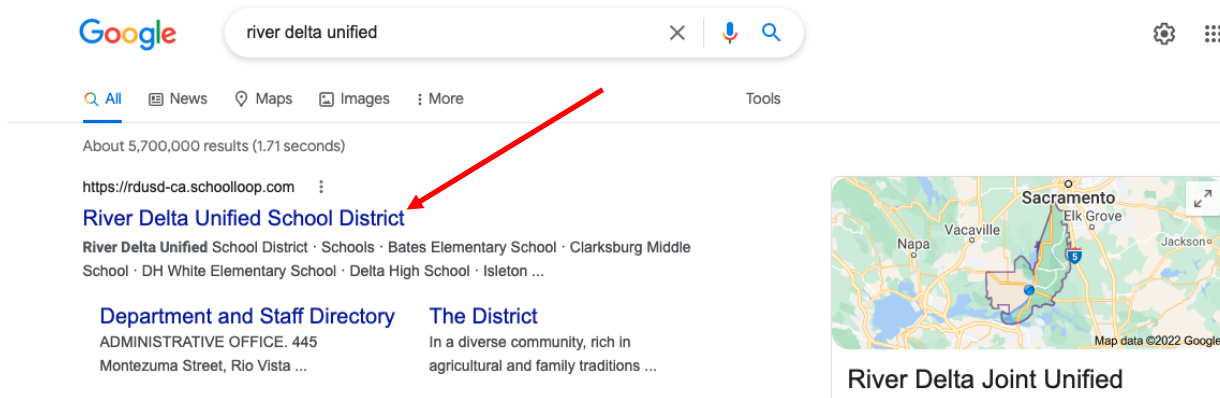 Google
river delta unified
All News Maps Images More Tools
About 5,700,000 results (1.71 seconds)
https://rdusd-ca.schoolloop.com
River Delta Unified School District
River Delta Unified School District · Schools · Bates Elementary School · Clarksburg Middle
School · DH White Elementary School · Delta High School · Isleton ...
Department and Staff Directory
ADMINISTRATIVE OFFICE. 445
Montezuma Street, Rio Vista ...
The District
In a diverse community, rich in
agricultural and family traditions ...
Sacramento
Elk Grove
Vacaville
Napa
Jackson
5
Map data ©2022 Google
River Delta Joint Unified